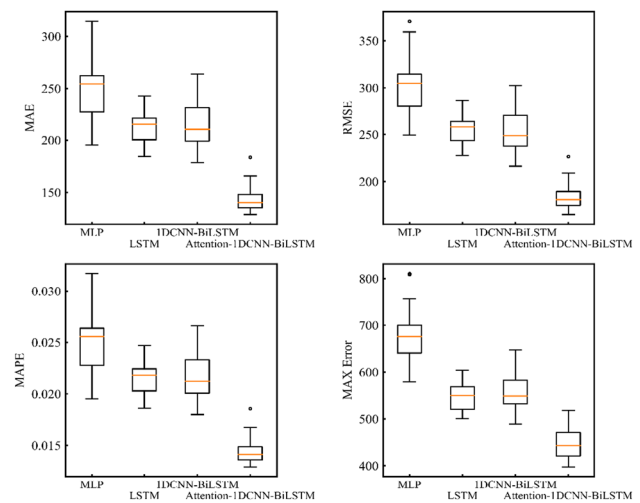 MAE
300
250
200
150
MLP
1DCNN-BiLSTM
LSTM
Attention-1DCNN-BiLSTM
RMSE
350
300
250
200
MLP
1DCNN-BiLSTM
LSTM
Attention-1DCNN-BiLSTM
MAPE
0.030
0.025
0.020
0.015
MLP
1DCNN-BiLSTM
LSTM
Attention-1DCNN-BiLSTM
MAX Error
800
700
600
500
400
MLP
1DCNN-BiLSTM
LSTM
Attention-1DCNN-BiLSTM